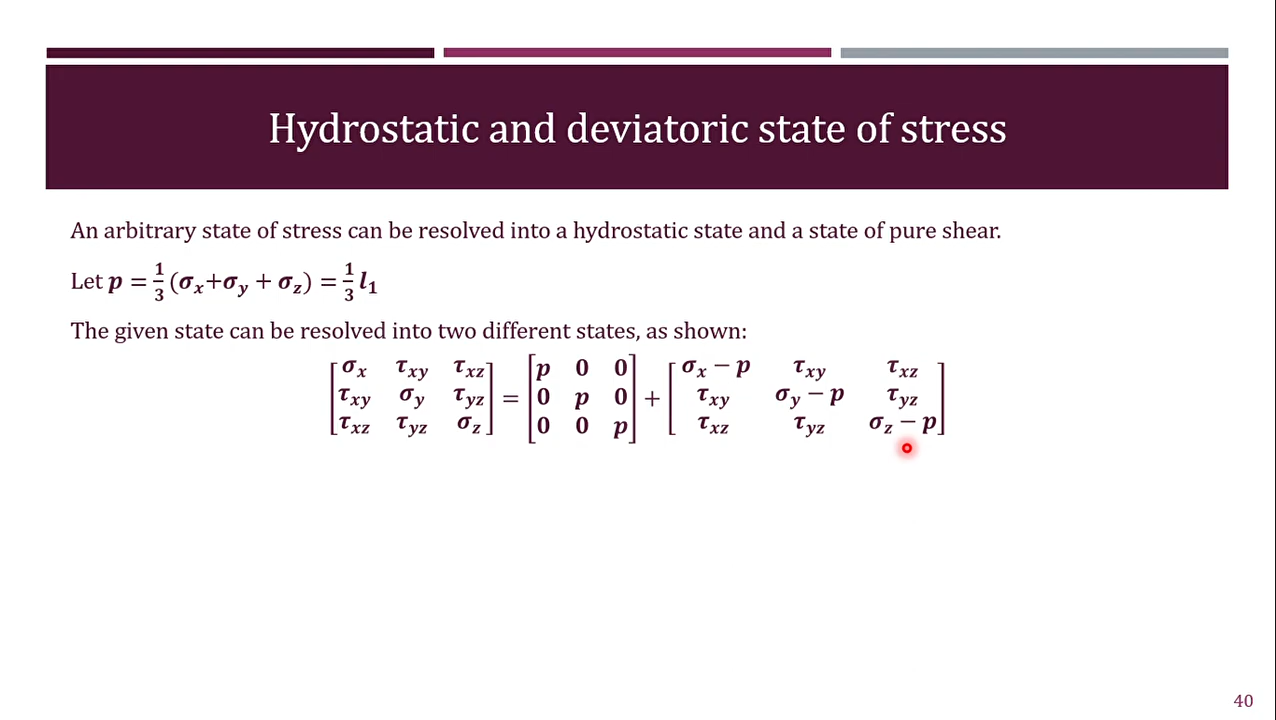 Hydrostatic and deviatoric state of stress
An arbitrary state of stress can be resolved into a hydrostatic state and a state of pure shear.
Let p = 1/3 (σx+σy + σz) = 1/3 l1
The given state can be resolved into two different states, as shown:
[σx τxy τxz; τxy σy τyz; τxz τyz σz] = [p 0 0; 0 p 0; 0 0 p] + [σx − p τxy τxz; τxy σy − p τyz; τxz τyz σz − p]
40